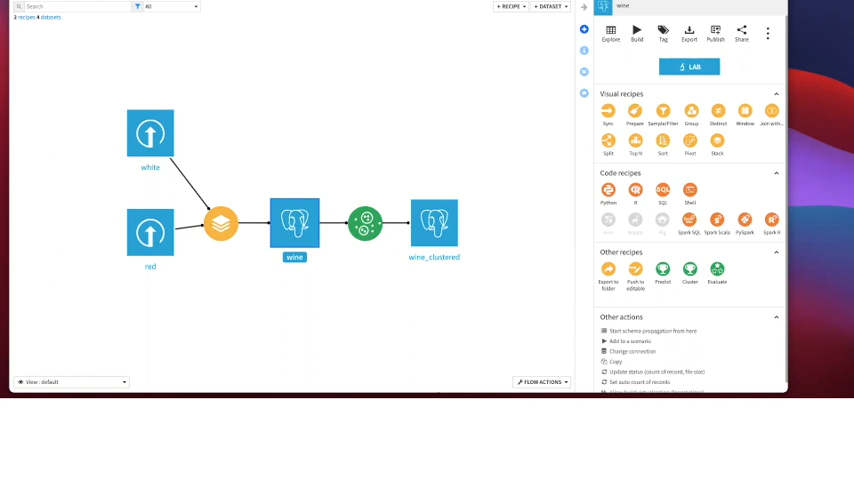 Search
All
+ RECIPE
+ DATASET
2 recipes 4 datasets
wine
Explore
Build
Tag
Export
Publish
Share
LAB
Visual recipes
Sync
Prepare
Sample/Filter
Group
Distinct
Window
Join with...
Split
Top N
Sort
Pivot
Stack
Code recipes
Python
R
SQL
Shell
Spark SQL
Spark Scala
PySpark
Spark R
Other recipes
Export to folder
Push to editable
Predict
Cluster
Evaluate
Other actions
Start schema propagation from here
Add to a scenario
Change connection
Copy
Update status (count of record, file size)
Set auto count of records
white
red
wine
wine_clustered
View : default
FLOW ACTIONS